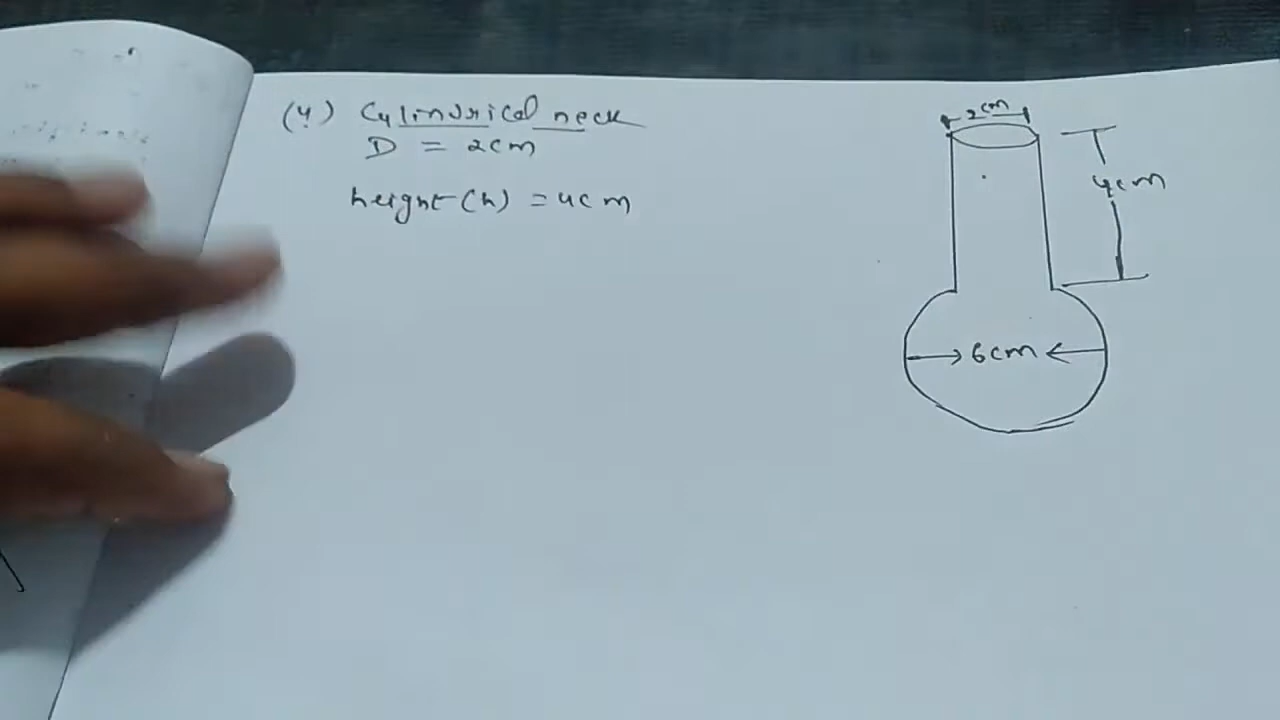 (4) Cylindrical neck
D = 2cm
height (h) = 4cm
2cm
4cm
6cm